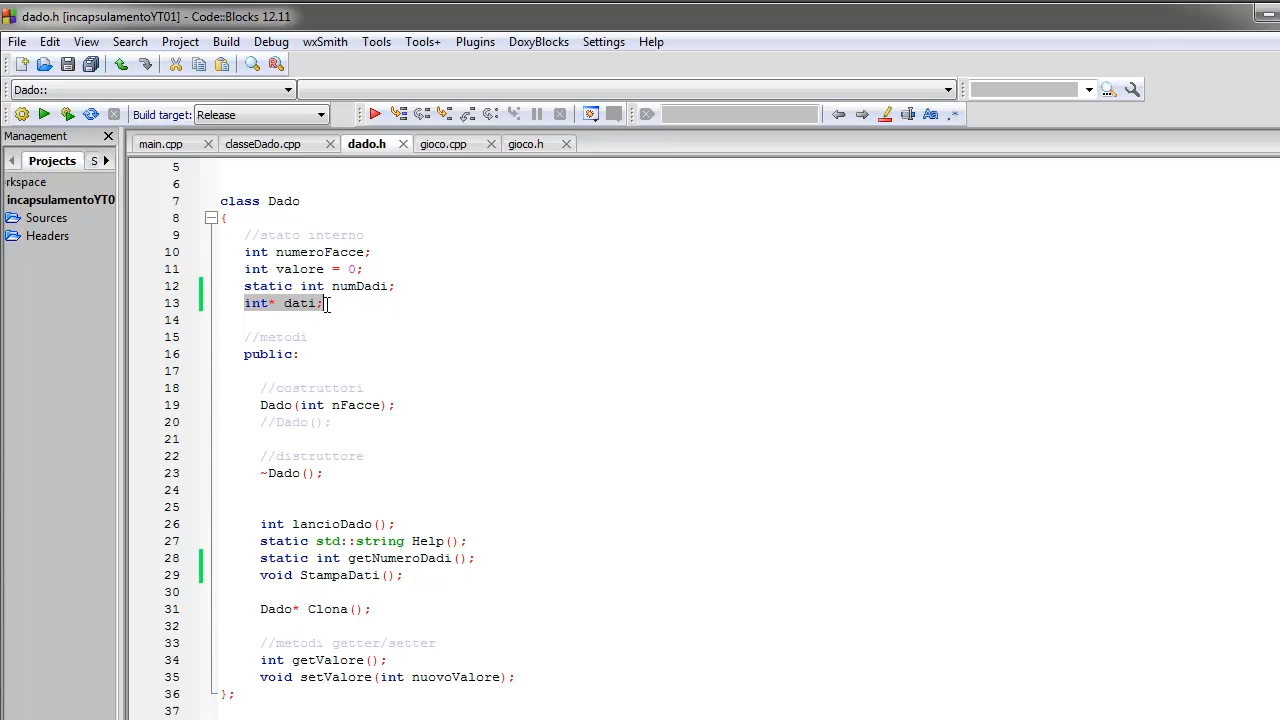 dado.h [incapsulamentoYT01] - Code::Blocks 12.11
File Edit View Search Project Build Debug wxSmith Tools Tools+ Plugins DoxyBlocks Settings Help
Dado::
Build target: Release
Management
main.cpp classeDado.cpp dado.h gioco.cpp gioco.h
Projects S
rkspace
incapsulamentoYT0
Sources
Headers
5
6
7 class Dado
8 {
9 //stato interno
10 int numeroFacce;
11 int valore = 0;
12 static int numDadi;
13 int* dati;
14
15 //metodi
16 public:
17
18 //costruttori
19 Dado(int nFacce);
20 //Dado();
21
22 //distruttore
23 ~Dado();
24
25
26 int lancioDado();
27 static std::string Help();
28 static int getNumeroDadi();
29 void StampaDati();
30
31 Dado* Clona();
32
33 //metodi getter/setter
34 int getValore();
35 void setValore(int nuovoValore);
36 };
37